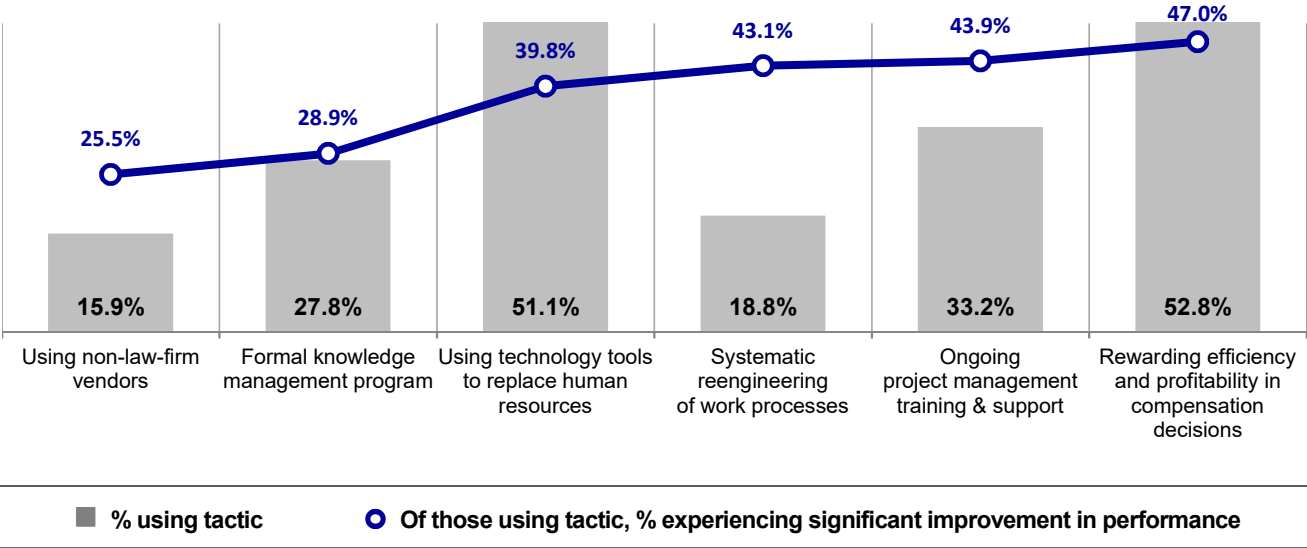 25.5%
28.9%
39.8%
43.1%
43.9%
47.0%
15.9%
27.8%
51.1%
18.8%
33.2%
52.8%
Using non-law-firm
vendors
Formal knowledge
management program
Using technology tools
to replace human
resources
Systematic
reengineering
of work processes
Ongoing
project management
training & support
Rewarding efficiency
and profitability in
compensation
decisions
% using tactic
Of those using tactic, % experiencing significant improvement in performance